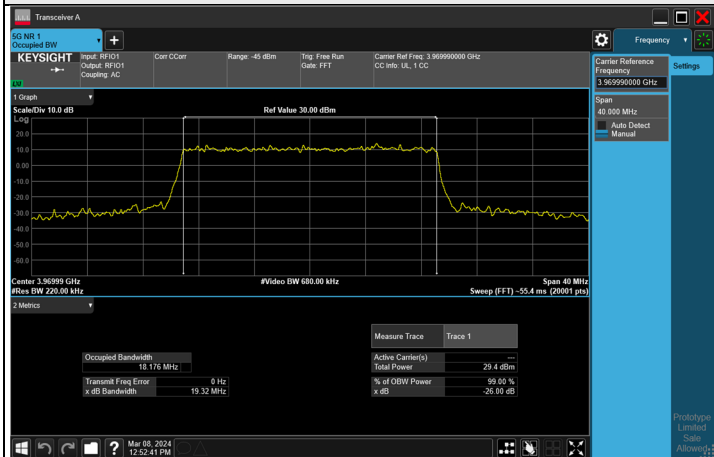 Transceiver A
5G NR 1
Occupied BW
Frequency
KEYSIGHT
Input: RFIO1
Output: RFIO1
Coupling: AC
Corr CCorr
Range: -45 dBm
Trig: Free Run
Gate: FFT
Carrier Ref Freq: 3.969990000 GHz
CC Info: UL, 1 CC
LXI
Carrier Reference
Frequency
3.969990000 GHz
Settings
Span
40.000 MHz
Auto Detect
Manual
1 Graph
Scale/Div 10.0 dB
Ref Value 30.00 dBm
Log
20.0
10.0
0.00
-10.0
-20.0
-30.0
-40.0
-50.0
-60.0
Center 3.96999 GHz
#Video BW 680.00 kHz
Span 40 MHz
#Res BW 220.00 kHz
Sweep (FFT) ~55.4 ms (20001 pts)
2 Metrics
Measure Trace
Trace 1
Occupied Bandwidth
18.176 MHz
Active Carrier(s)
---
Total Power
29.4 dBm
Transmit Freq Error
0 Hz
% of OBW Power
99.00 %
x dB Bandwidth
19.32 MHz
x dB
-26.00 dB
Mar 08, 2024
12:52:41 PM
Prototype
Limited
Sale
Allowed